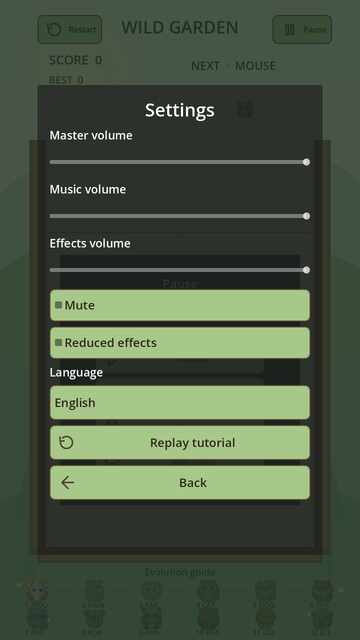 Restart
WILD GARDEN
Pause
SCORE 0
NEXT · MOUSE
BEST 0
Settings
Master volume
Music volume
Effects volume
Pause
Mute
Reduced effects
Language
English
Replay tutorial
Back
Evolution guide